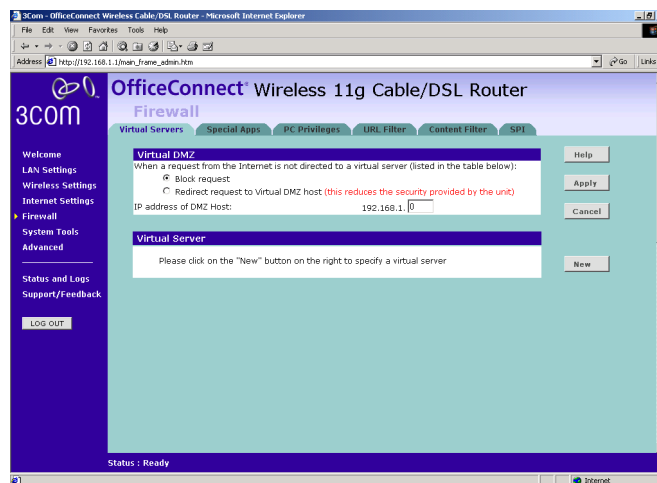 3Com - OfficeConnect Wireless Cable/DSL Router - Microsoft Internet Explorer
File Edit View Favorites Tools Help
Address http://192.168.1.1/main_frame_admin.htm Go Links
3COM
OfficeConnect Wireless 11g Cable/DSL Router
Firewall
Virtual Servers Special Apps PC Privileges URL Filter Content Filter SPI
Welcome
LAN Settings
Wireless Settings
Internet Settings
Firewall
System Tools
Advanced
Status and Logs
Support/Feedback
LOG OUT
Virtual DMZ
When a request from the Internet is not directed to a virtual server (listed in the table below):
Block request
Redirect request to Virtual DMZ host (this reduces the security provided by the unit)
IP address of DMZ Host: 192.168.1. 0
Virtual Server
Please click on the "New" button on the right to specify a virtual server
Help
Apply
Cancel
New
Status : Ready
Internet